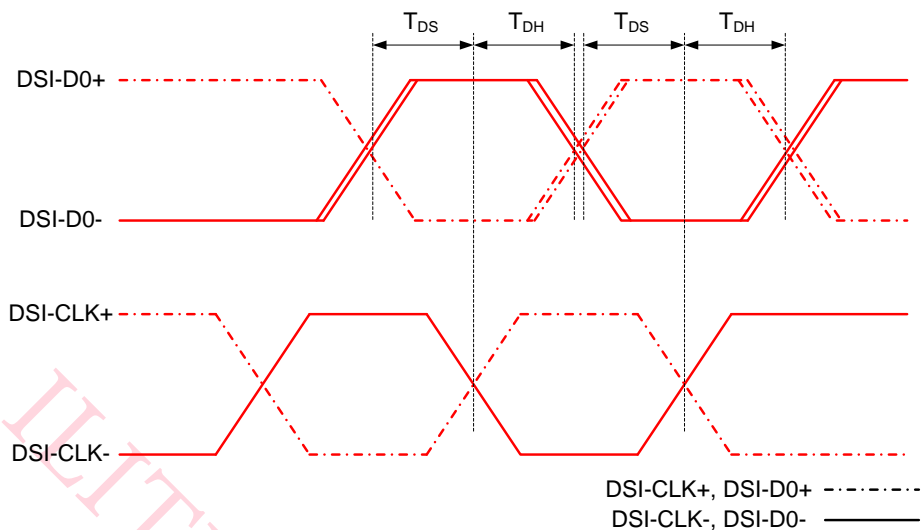 TDS TDH TDS TDH
DSI-D0+
DSI-D0-
DSI-CLK+
DSI-CLK-
DSI-CLK+, DSI-D0+
DSI-CLK-, DSI-D0-